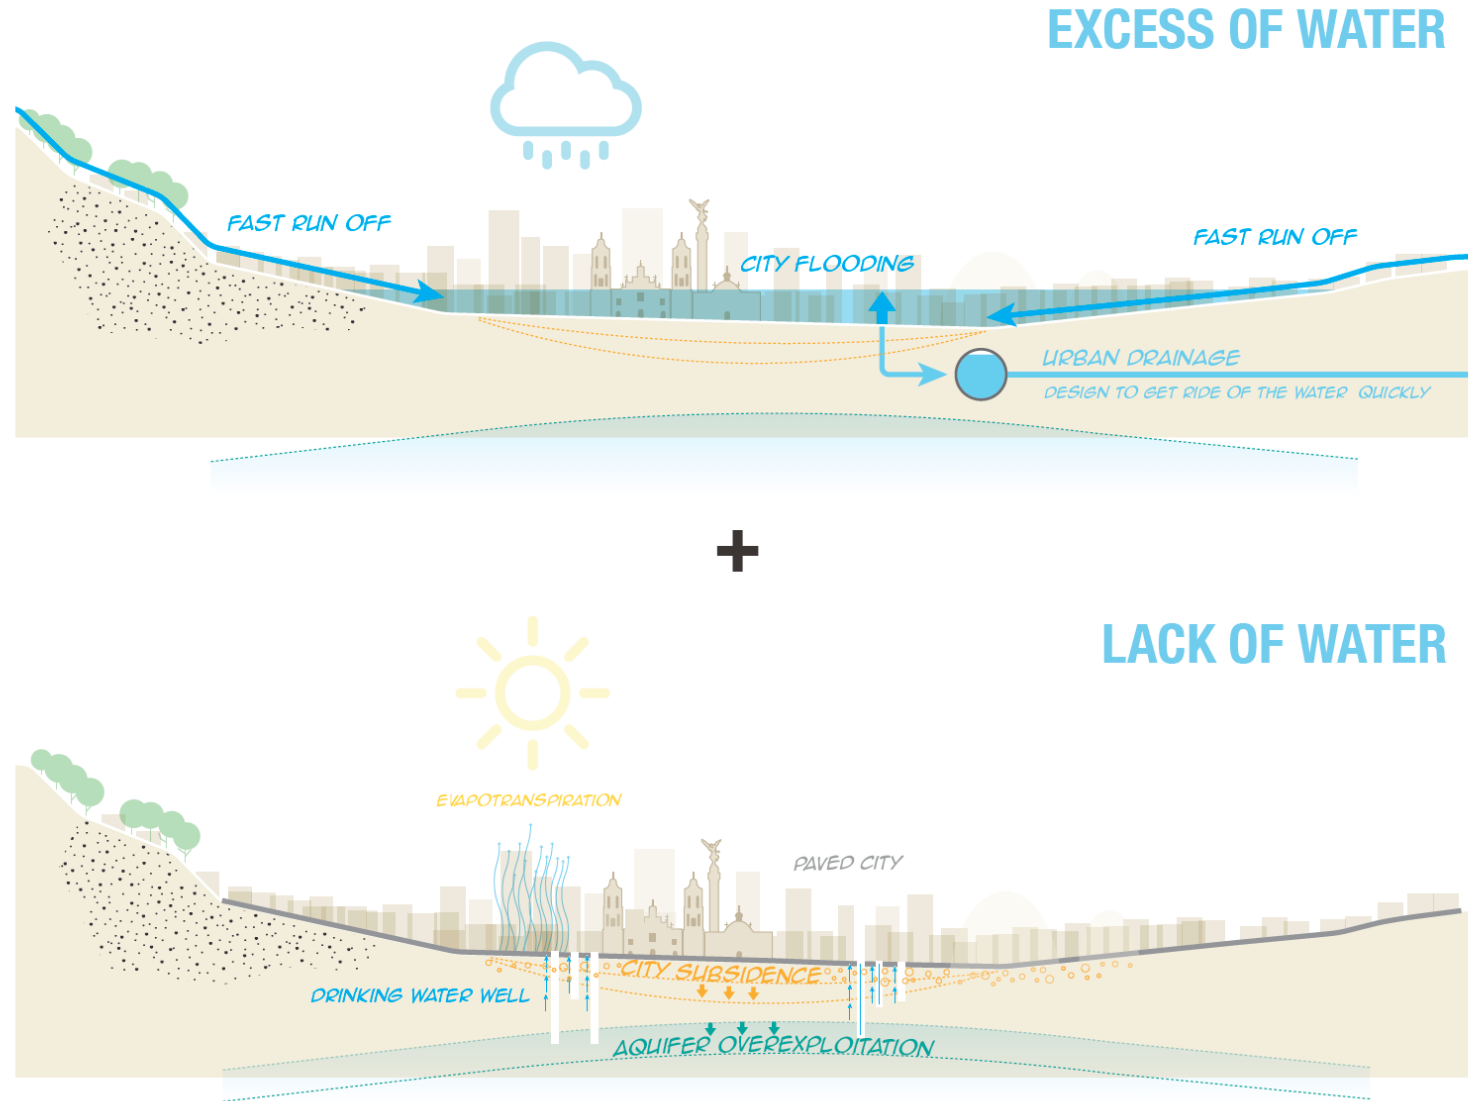 EXCESS OF WATER
FAST RUN OFF
FAST RUN OFF
CITY FLOODING
URBAN DRAINAGE
DESIGN TO GET RIDE OF THE WATER QUICKLY
+
LACK OF WATER
EVAPOTRANSPIRATION
PAVED CITY
CITY SUBSIDENCE
DRINKING WATER WELL
AQUIFER OVEREXPLOITATION